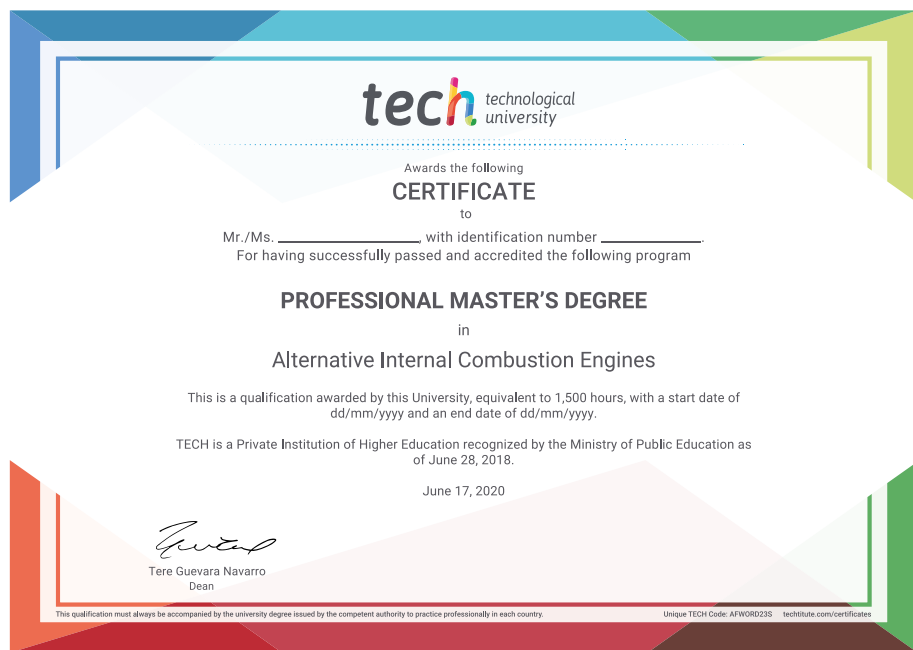 tech technological
university
Awards the following
CERTIFICATE
to
Mr./Ms. ____________________, with identification number ______________.
For having successfully passed and accredited the following program
PROFESSIONAL MASTER'S DEGREE
in
Alternative Internal Combustion Engines
This is a qualification awarded by this University, equivalent to 1,500 hours, with a start date of
dd/mm/yyyy and an end date of dd/mm/yyyy.
TECH is a Private Institution of Higher Education recognized by the Ministry of Public Education as
of June 28, 2018.
June 17, 2020
Tere Guevara Navarro
Dean
This qualification must always be accompanied by the university degree issued by the competent authority to practice professionally in each country. Unique TECH Code: AFWORD23S techtitute.com/certificates